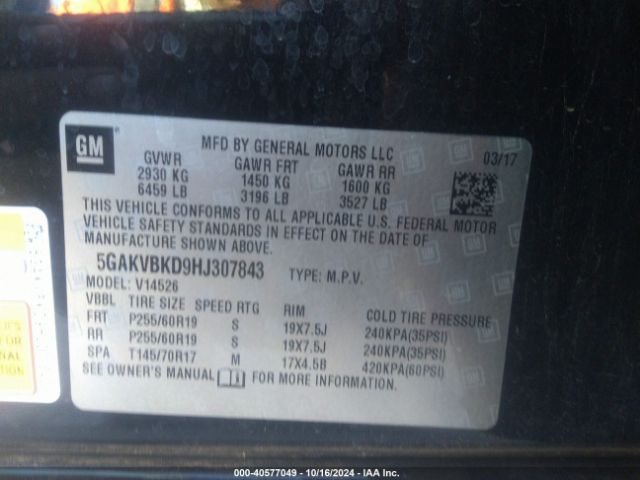 GM
MFD BY GENERAL MOTORS LLC
03/17
GVWR GAWR FRT GAWR RR
2930 KG 1450 KG 1600 KG
6459 LB 3196 LB 3527 LB
THIS VEHICLE CONFORMS TO ALL APPLICABLE U.S. FEDERAL MOTOR
VEHICLE SAFETY STANDARDS IN EFFECT ON THE DATE OF
MANUFACTURE SHOWN ABOVE.
5GAKVBKD9HJ307843 TYPE: M.P.V.
MODEL: V14526
VBBL TIRE SIZE SPEED RTG RIM COLD TIRE PRESSURE
FRT P255/60R19 S 19X7.5J 240KPA(35PSI)
RR P255/60R19 S 19X7.5J 240KPA(35PSI)
SPA T145/70R17 M 17X4.5B 420KPA(60PSI)
SEE OWNER'S MANUAL FOR MORE INFORMATION.
000-40577049 - 10/16/2024 - IAA Inc.